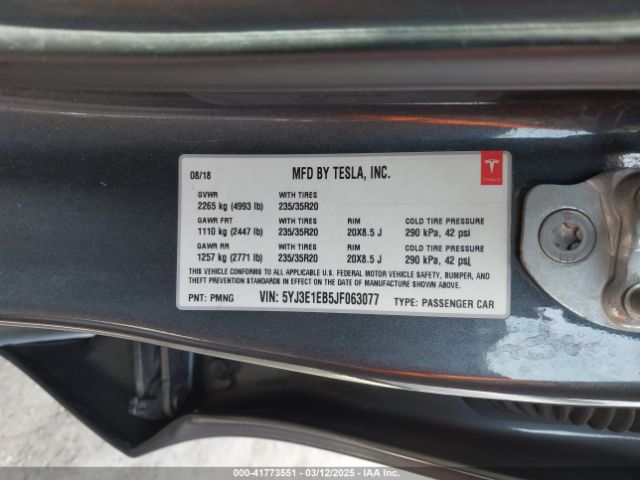 08/18 MFD BY TESLA, INC.
TESLA
GVWR WITH TIRES
2265 kg (4993 lb) 235/35R20
GAWR FRT WITH TIRES RIM COLD TIRE PRESSURE
1110 kg (2447 lb) 235/35R20 20X8.5 J 290 kPa, 42 psi
GAWR RR WITH TIRES RIM COLD TIRE PRESSURE
1257 kg (2771 lb) 235/35R20 20X8.5 J 290 kPa, 42 psi
THIS VEHICLE CONFORMS TO ALL APPLICABLE U.S. FEDERAL MOTOR VEHICLE SAFETY, BUMPER, AND
THEFT PREVENTION STANDARDS IN EFFECT ON THE DATE OF MANUFACTURE SHOWN ABOVE.
PNT: PMNG VIN: 5YJ3E1EB5JF063077 TYPE: PASSENGER CAR
000-41773551 - 03/12/2025 - IAA Inc.